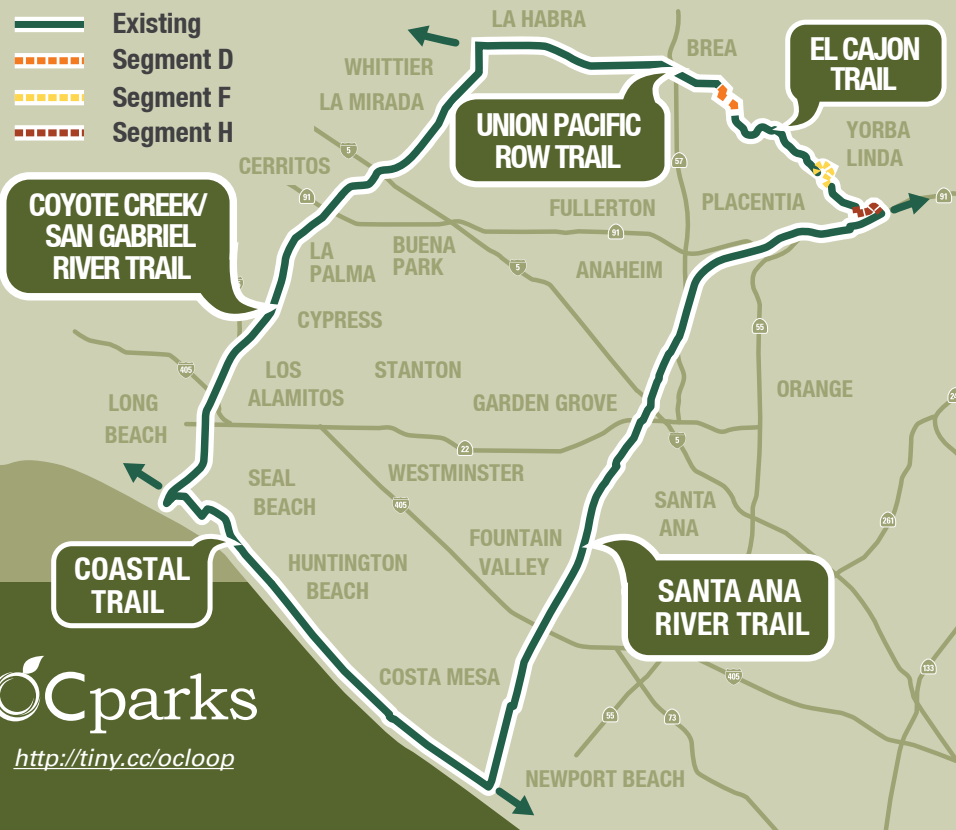 Existing
Segment D
Segment F
Segment H
LA HABRA
WHITTIER
BREA
EL CAJON
TRAIL
LA MIRADA
UNION PACIFIC
ROW TRAIL
YORBA
LINDA
5
57
CERRITOS
91
91
COYOTE CREEK/
SAN GABRIEL
RIVER TRAIL
FULLERTON
PLACENTIA
91
LA
PALMA
BUENA
PARK
5
ANAHEIM
CYPRESS
55
405
LOS
ALAMITOS
STANTON
ORANGE
LONG
BEACH
GARDEN GROVE
22
5
SEAL
BEACH
WESTMINSTER
405
SANTA
ANA
261
FOUNTAIN
VALLEY
HUNTINGTON
BEACH
COASTAL
TRAIL
SANTA ANA
RIVER TRAIL
COSTA MESA
405
133
OCparks
http://tiny.cc/ocloop
55
73
NEWPORT BEACH